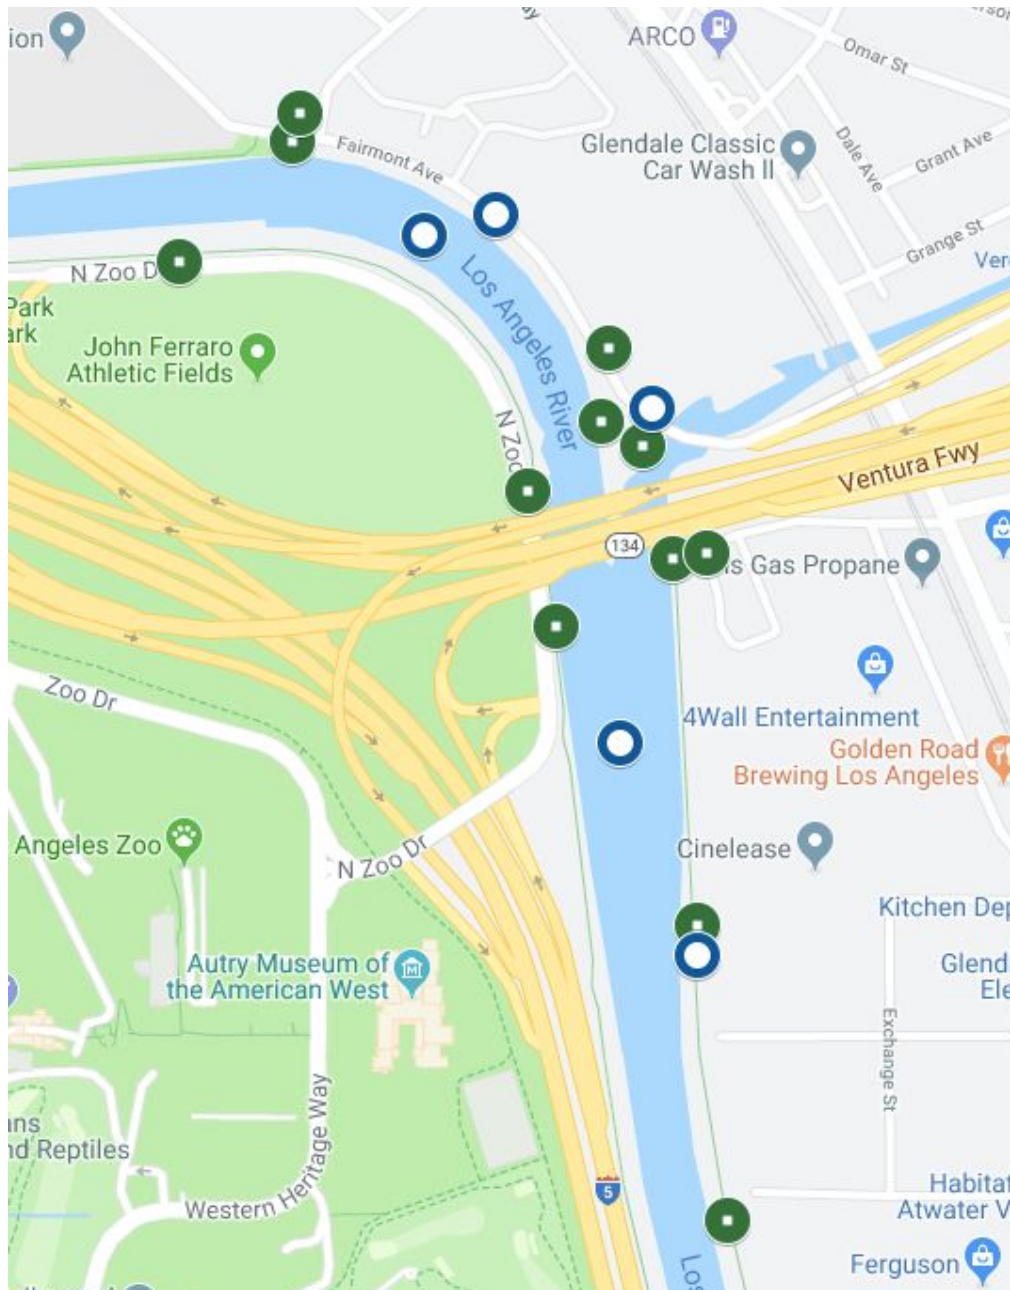 ion
ARCO
Omar St
Glendale Classic
Car Wash II
Dale Ave
Grant Ave
Fairmont Ave
Grange St
N Zoo D
Los Angeles River
Park
ark
John Ferraro
Athletic Fields
N Zoo
Ventura Fwy
134
Gas Propane
Zoo Dr
4Wall Entertainment
Golden Road
Brewing Los Angeles
Angeles Zoo
N Zoo Dr
Cinelease
Kitchen Dep
Autry Museum of
the American West
Glend
Ele
Exchange St
Western Heritage Way
nd Reptiles
5
Habitat
Atwater V
Ferguson
Los